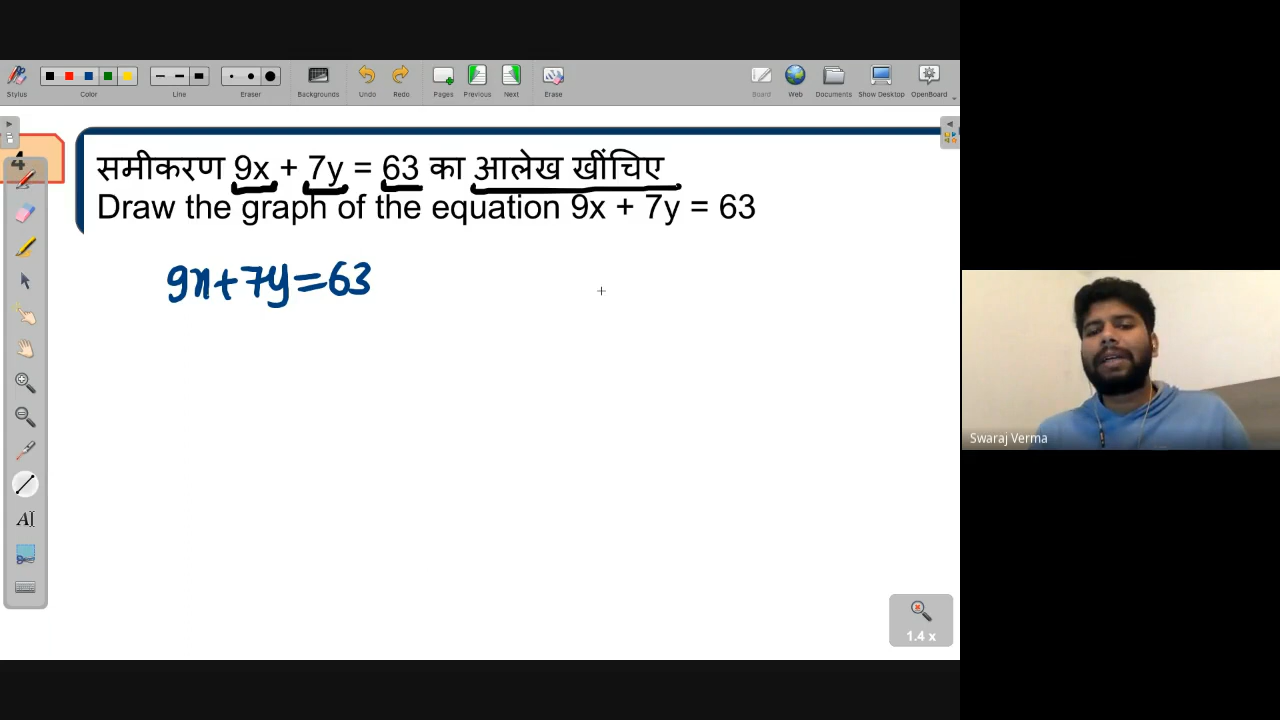 Stylus
Color
Line
Eraser
Backgrounds
Undo
Redo
Pages
Previous
Next
Erase
Board
Web
Documents
Show Desktop
OpenBoard
4
समीकरण 9x + 7y = 63 का आलेख खींचिए
Draw the graph of the equation 9x + 7y = 63
9x+7y=63
Swaraj Verma
1.4 x